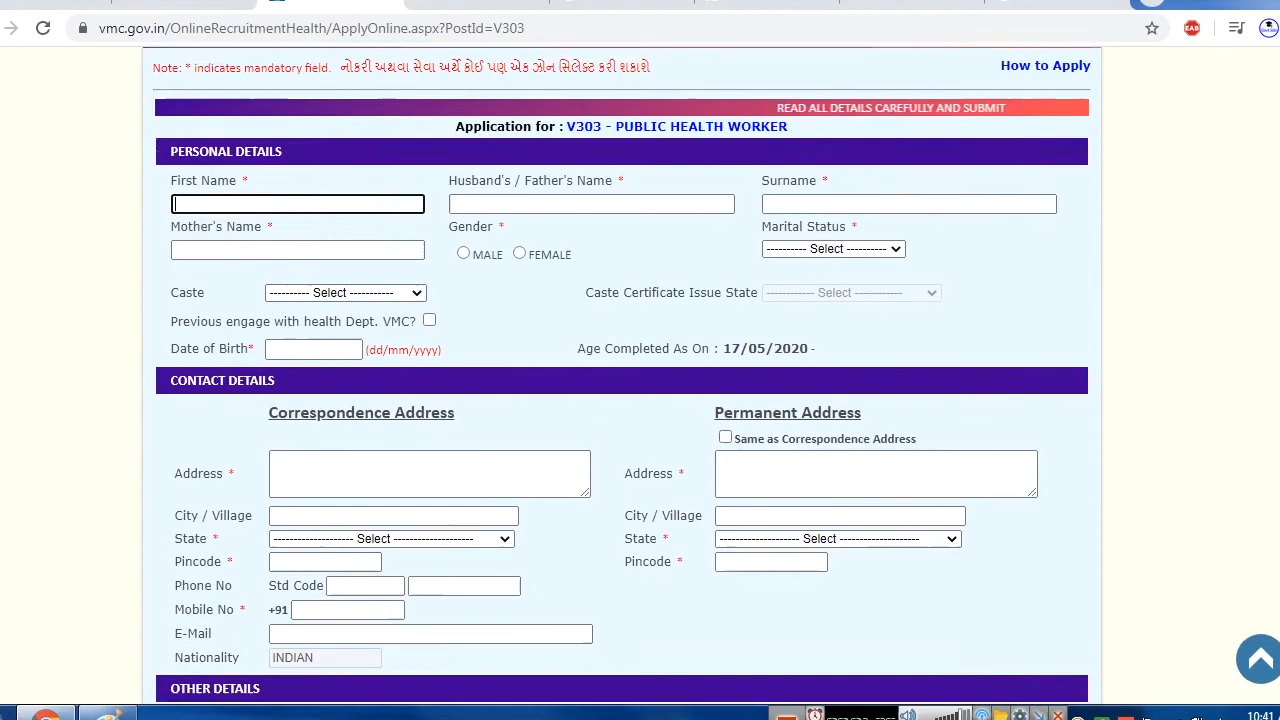 vmc.gov.in/OnlineRecruitmentHealth/ApplyOnline.aspx?PostId=V303
EAB
Note: * indicates mandatory field. નોકરી અથવા સેવા અર્થે કોઈ પણ એક ઝોન સિલેક્ટ કરી શકાશે
How to Apply
READ ALL DETAILS CAREFULLY AND SUBMIT
Application for : V303 - PUBLIC HEALTH WORKER
PERSONAL DETAILS
First Name * Husband's / Father's Name * Surname *
Mother's Name * Gender * Marital Status *
MALE FEMALE ---------- Select ----------
Caste ---------- Select ----------- Caste Certificate Issue State ------------ Select ------------
Previous engage with health Dept. VMC?
Date of Birth* (dd/mm/yyyy) Age Completed As On : 17/05/2020 -
CONTACT DETAILS
Correspondence Address Permanent Address
Same as Correspondence Address
Address * Address *
City / Village City / Village
State * -------------------- Select -------------------- State * -------------------- Select --------------------
Pincode * Pincode *
Phone No Std Code
Mobile No * +91
E-Mail
Nationality INDIAN
OTHER DETAILS
10:41